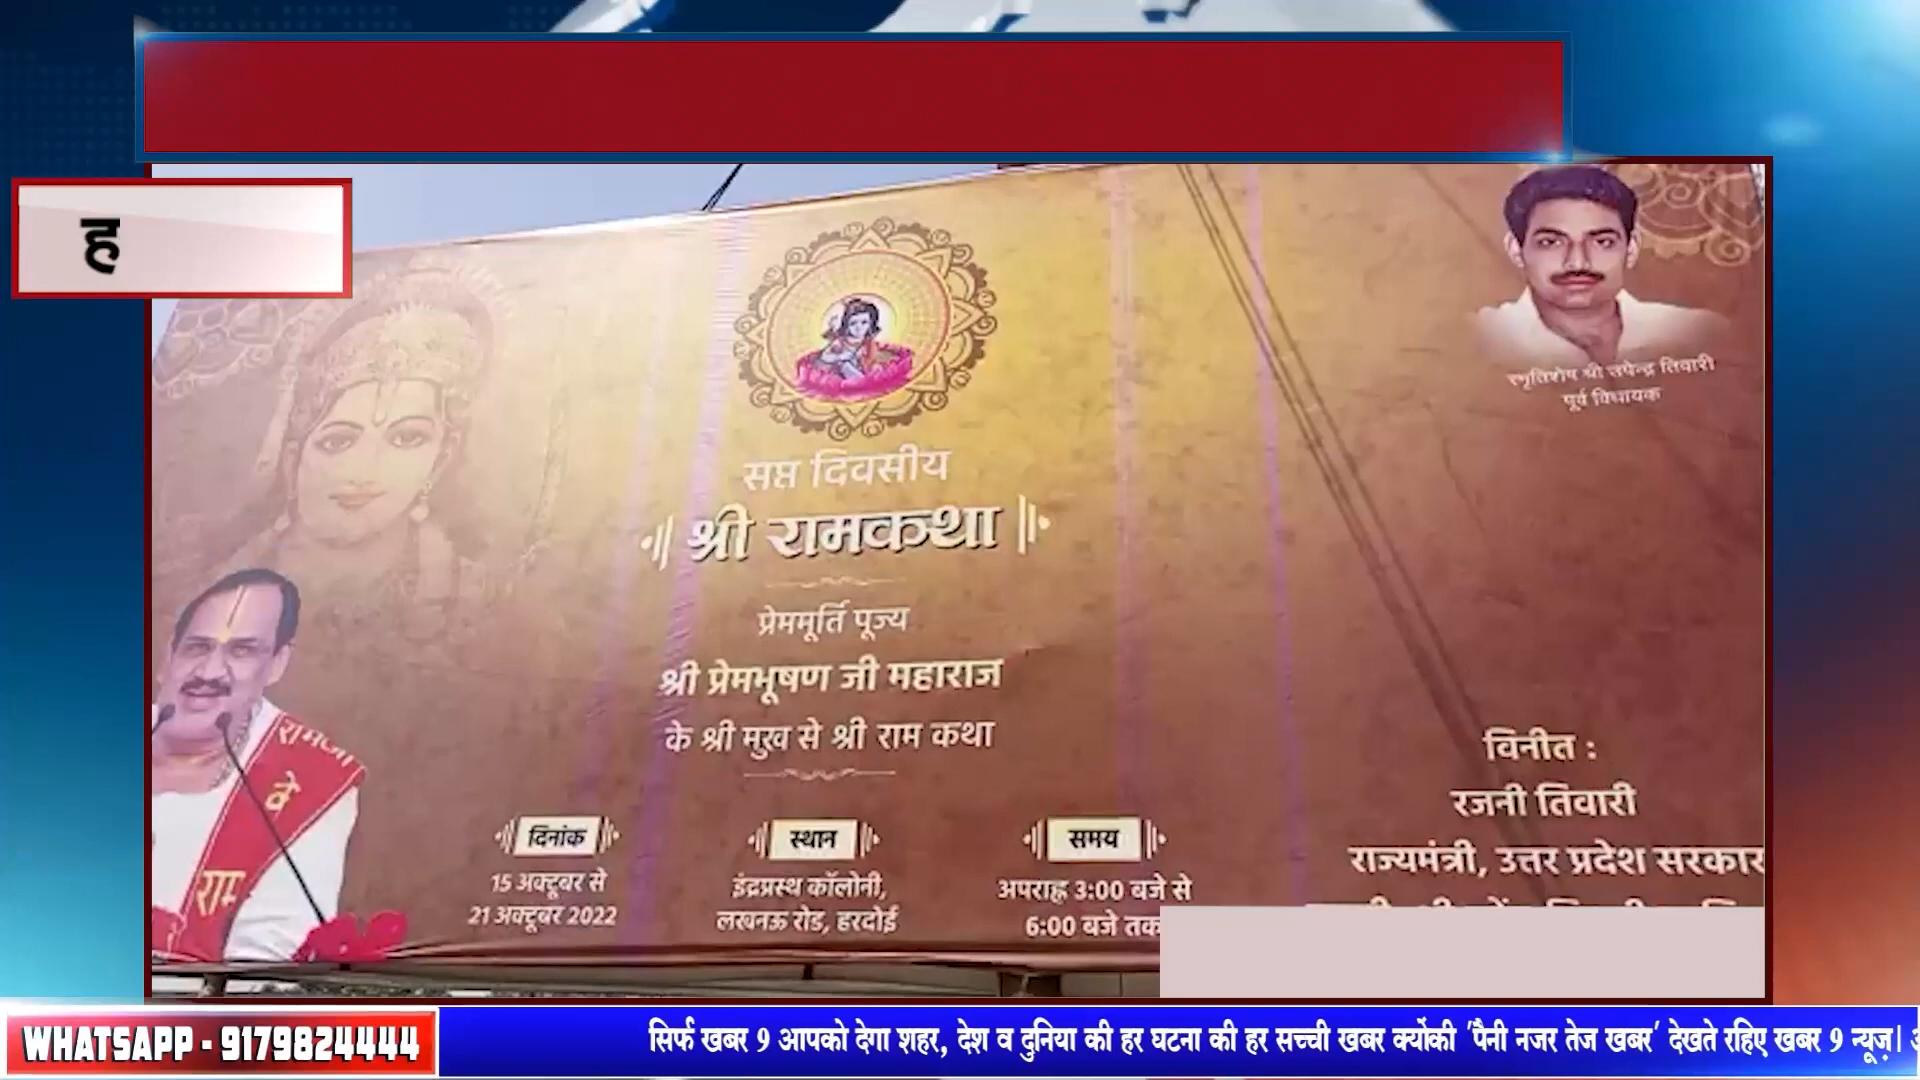 ह
स्मृतिशेष श्री उपेन्द्र तिवारी
पूर्व विधायक
सप्त दिवसीय
श्री रामकथा
प्रेममूर्ति पूज्य
श्री प्रेमभूषण जी महाराज
के श्री मुख से श्री राम कथा
रामजी
वे
राम
दिनांक
15 अक्टूबर से
21 अक्टूबर 2022
स्थान
इंद्रप्रस्थ कॉलोनी,
लखनऊ रोड, हरदोई
समय
अपराह्न 3:00 बजे से
6:00 बजे तक
विनीत :
रजनी तिवारी
राज्यमंत्री, उत्तर प्रदेश सरकार
WHATSAPP - 9179824444
सिर्फ खबर 9 आपको देगा शहर, देश व दुनिया की हर घटना की हर सच्ची खबर क्योंकी 'पैनी नजर तेज खबर' देखते रहिए खबर 9 न्यूज़|